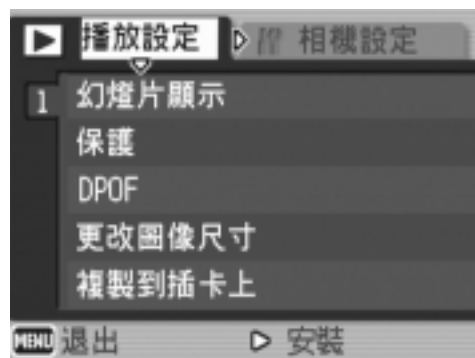 播放設定 相機設定
1 幻燈片顯示
保護
DPOF
更改圖像尺寸
複製到插卡上
MENU 退出 安裝